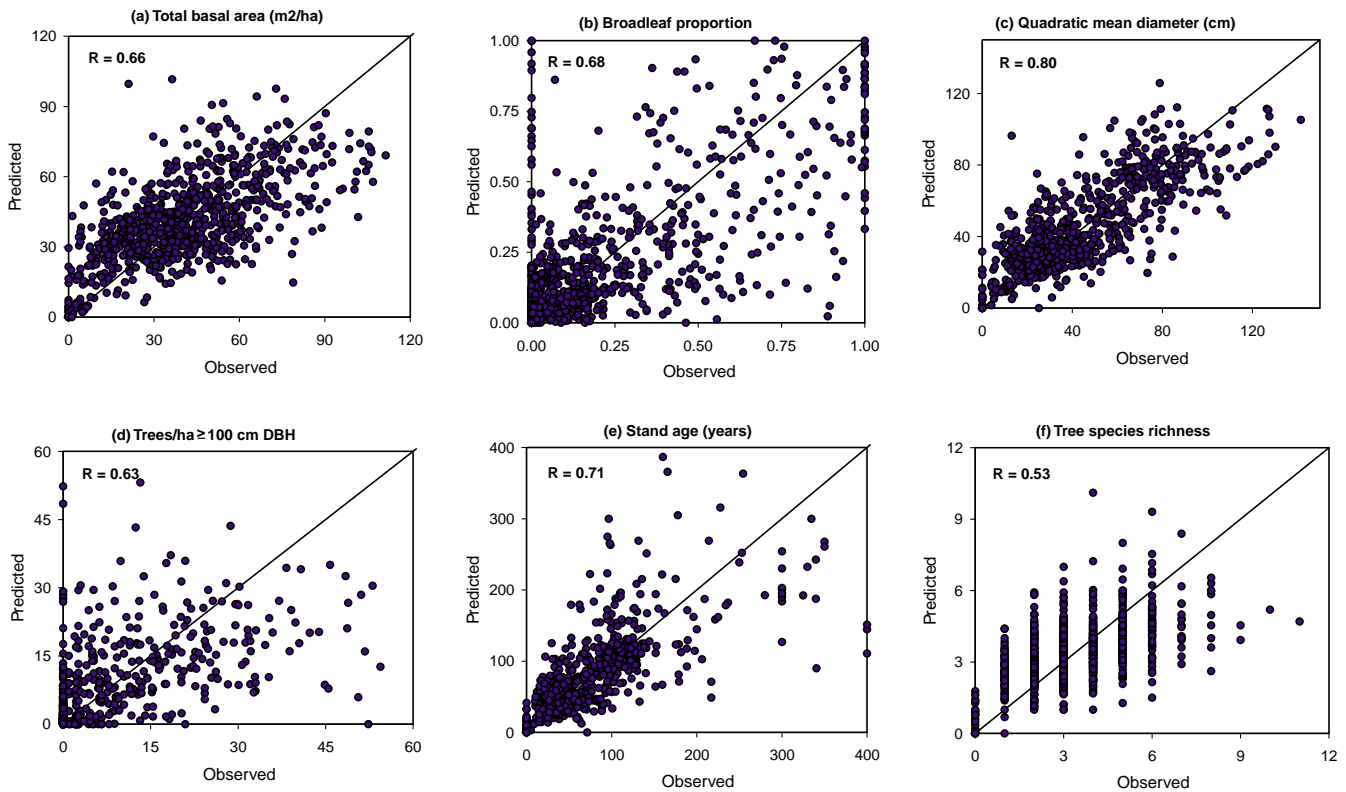 (a) Total basal area (m2/ha)
R = 0.66
120
90
60
30
0
Predicted
0 30 60 90 120
Observed
(b) Broadleaf proportion
R = 0.68
1.00
0.75
0.50
0.25
0.00
Predicted
0.00 0.25 0.50 0.75 1.00
Observed
(c) Quadratic mean diameter (cm)
R = 0.80
120
80
40
0
Predicted
0 40 80 120
Observed
(d) Trees/ha ≥ 100 cm DBH
R = 0.63
60
45
30
15
0
Predicted
0 15 30 45 60
Observed
(e) Stand age (years)
R = 0.71
400
300
200
100
0
Predicted
0 100 200 300 400
Observed
(f) Tree species richness
R = 0.53
12
9
6
3
0
Predicted
0 3 6 9 12
Observed